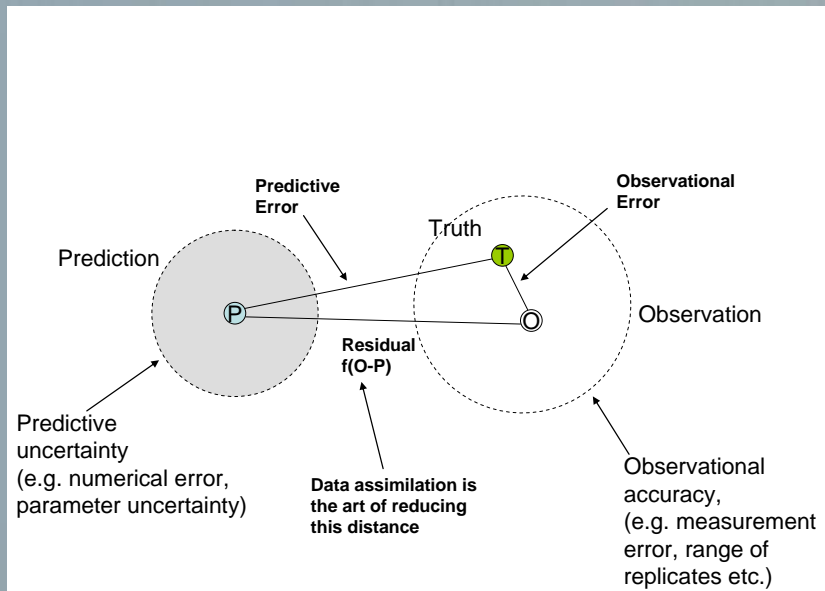 Predictive
Error
Observational
Error
Truth
T
Prediction
P
O
Observation
Residual
f(O-P)
Predictive
uncertainty
(e.g. numerical error,
parameter uncertainty)
Data assimilation is
the art of reducing
this distance
Observational
accuracy,
(e.g. measurement
error, range of
replicates etc.)